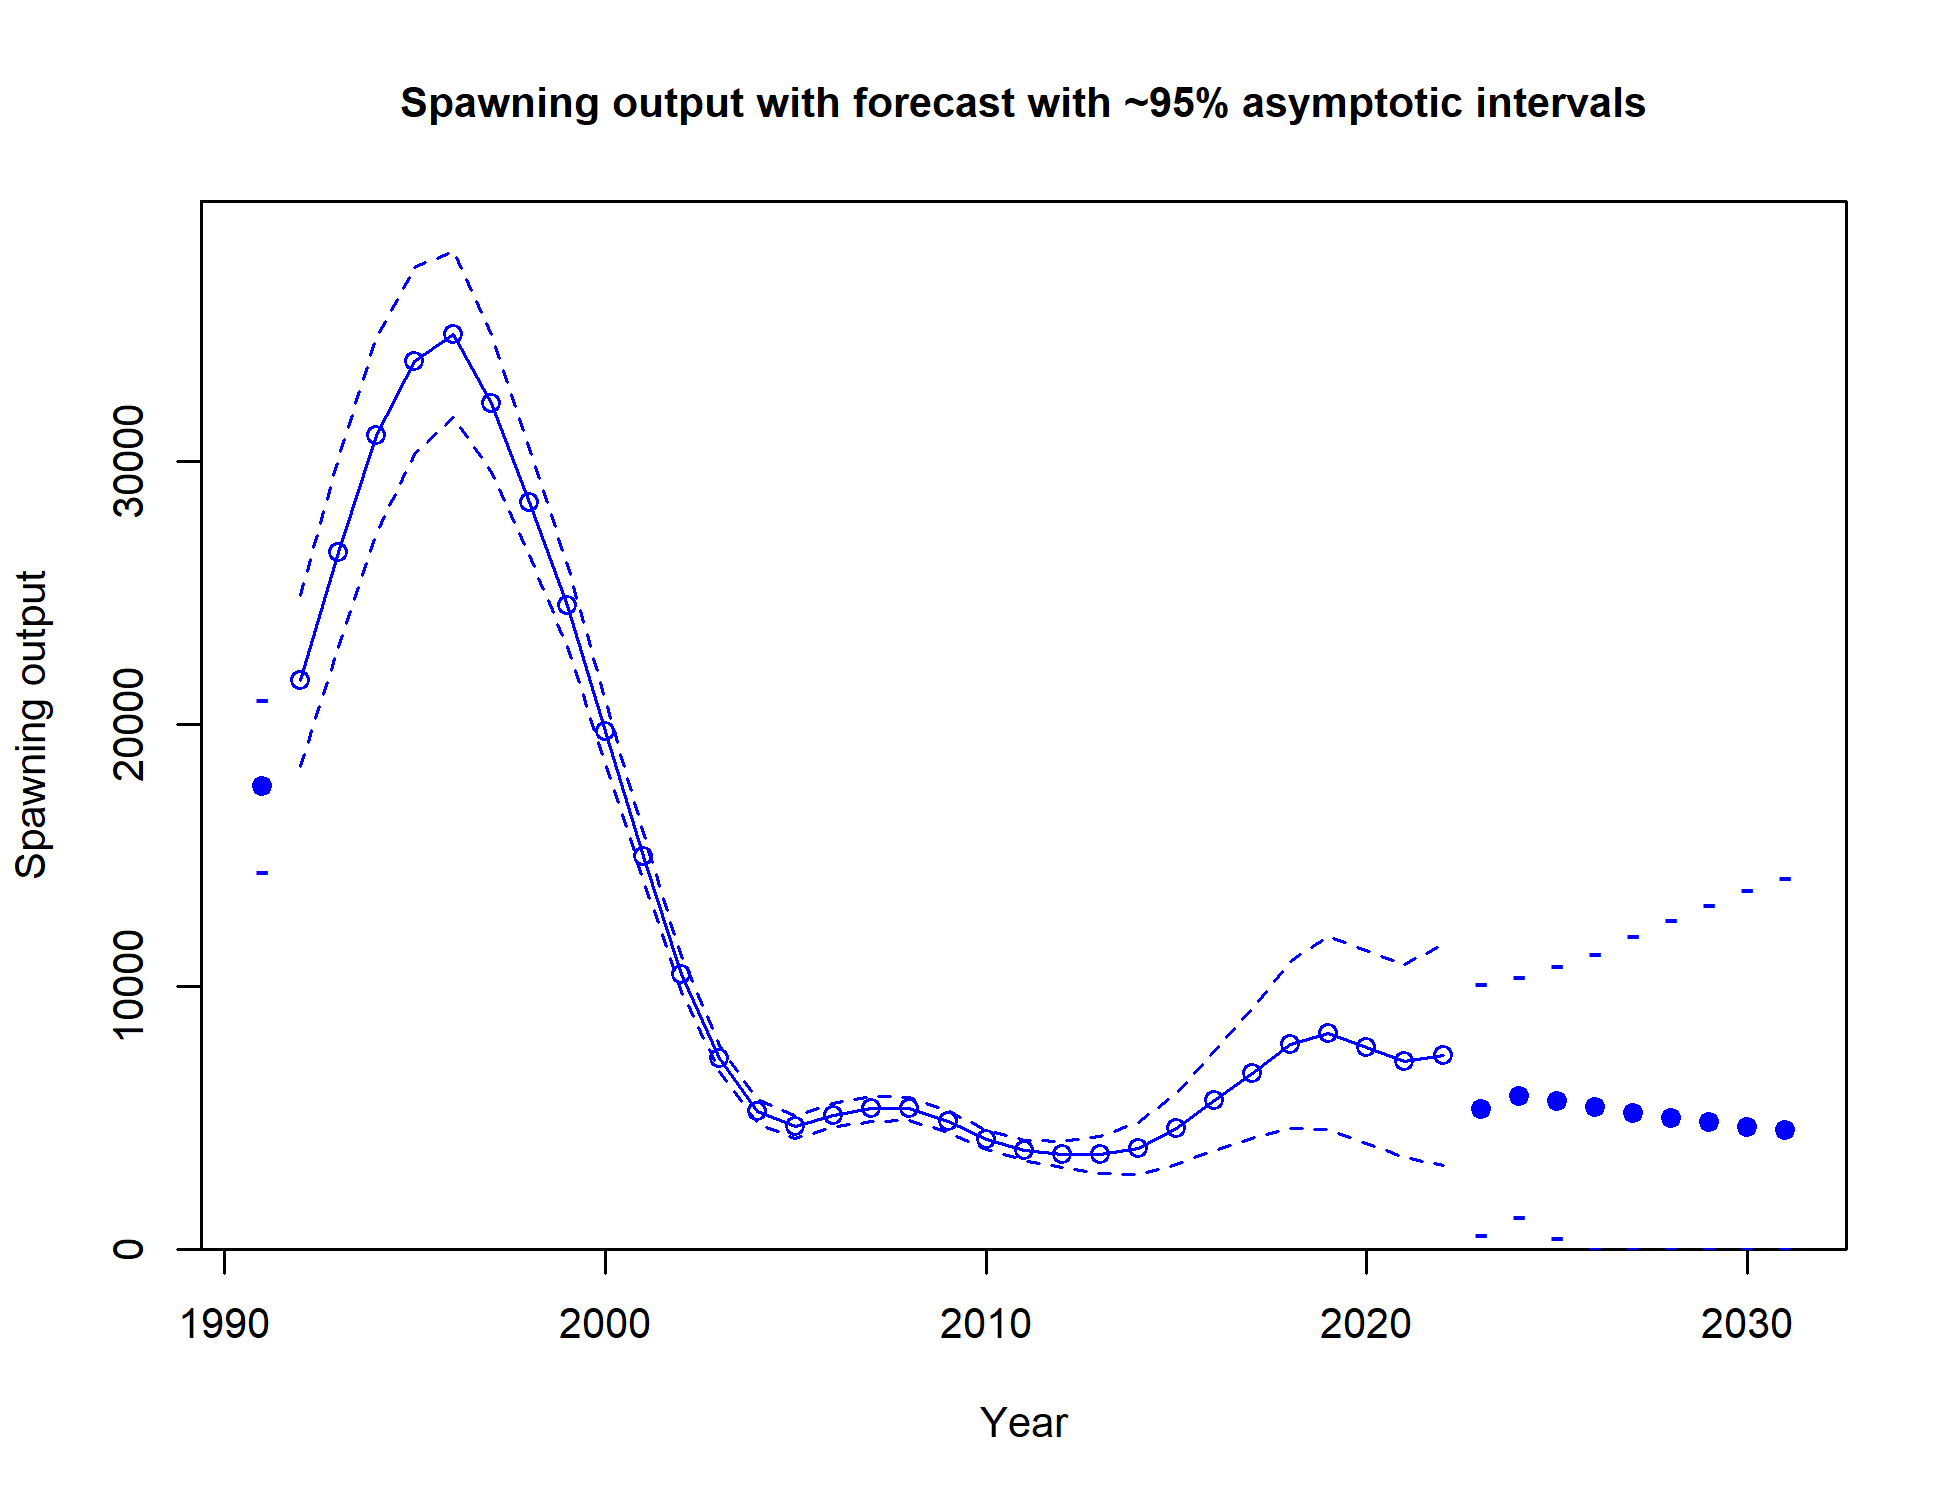 Spawning output with forecast with ~95% asymptotic intervals
Spawning output
30000
20000
10000
0
1990 2000 2010 2020 2030
Year